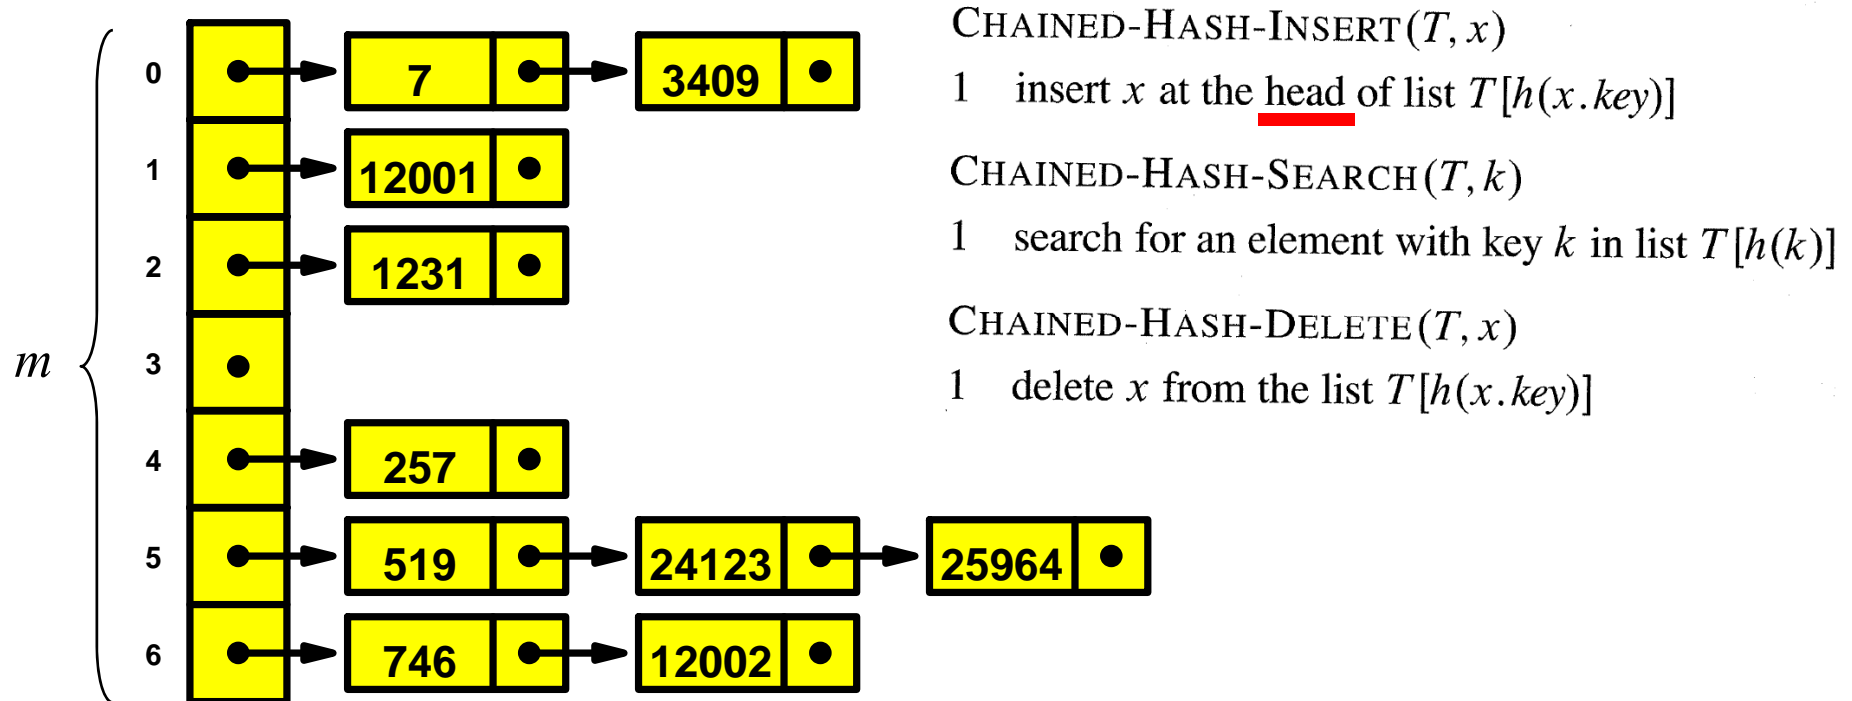 m
0 7 3409
1 12001
2 1231
3
4 257
5 519 24123 25964
6 746 12002
CHAINED-HASH-INSERT(T, x)
1 insert x at the head of list T[h(x.key)]
CHAINED-HASH-SEARCH(T, k)
1 search for an element with key k in list T[h(k)]
CHAINED-HASH-DELETE(T, x)
1 delete x from the list T[h(x.key)]